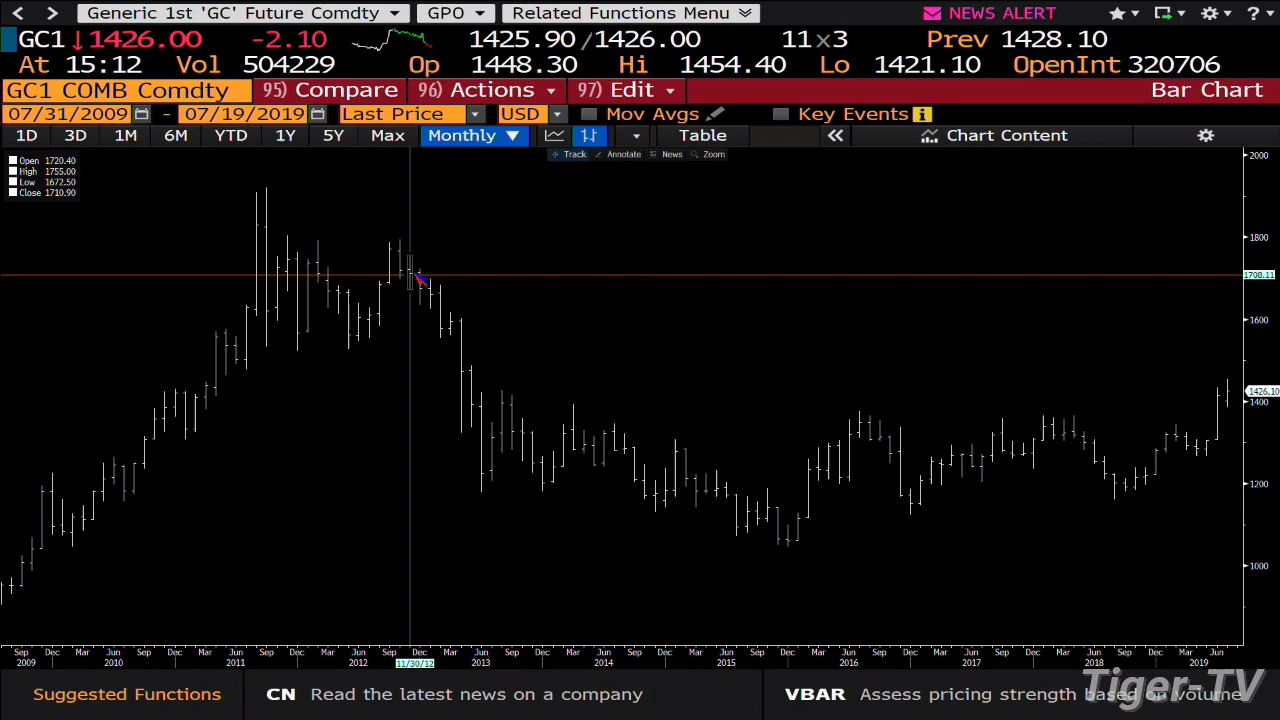 Generic 1st 'GC' Future Comdty GPO Related Functions Menu NEWS ALERT ?
GC1 ↓1426.00 -2.10 1425.90/1426.00 11×3 Prev 1428.10
At 15:12 Vol 504229 Op 1448.30 Hi 1454.40 Lo 1421.10 OpenInt 320706
GC1 COMB Comdty 95) Compare 96) Actions 97) Edit Bar Chart
07/31/2009 - 07/19/2019 Last Price USD Mov Avgs Key Events i
1D 3D 1M 6M YTD 1Y 5Y Max Monthly ▼ Table « Chart Content
Track Annotate News Zoom
Open 1720.40
High 1755.00
Low 1672.50
Close 1710.90
2000
1800
1708.11
1600
1426.10
1400
1200
1000
Sep Dec Mar Jun Sep Dec Mar Jun Sep Dec Mar Jun Sep Dec Mar Jun Sep Dec Mar Jun Sep Dec Mar Jun Sep Dec Mar Jun Sep Dec Mar Jun Sep Dec Mar Jun Sep Dec Mar Jun
2009 2010 2011 2012 11/30/12 2013 2014 2015 2016 2017 2018 2019
Suggested Functions CN Read the latest news on a company VBAR Assess pricing strength based on volume
Tiger-TV